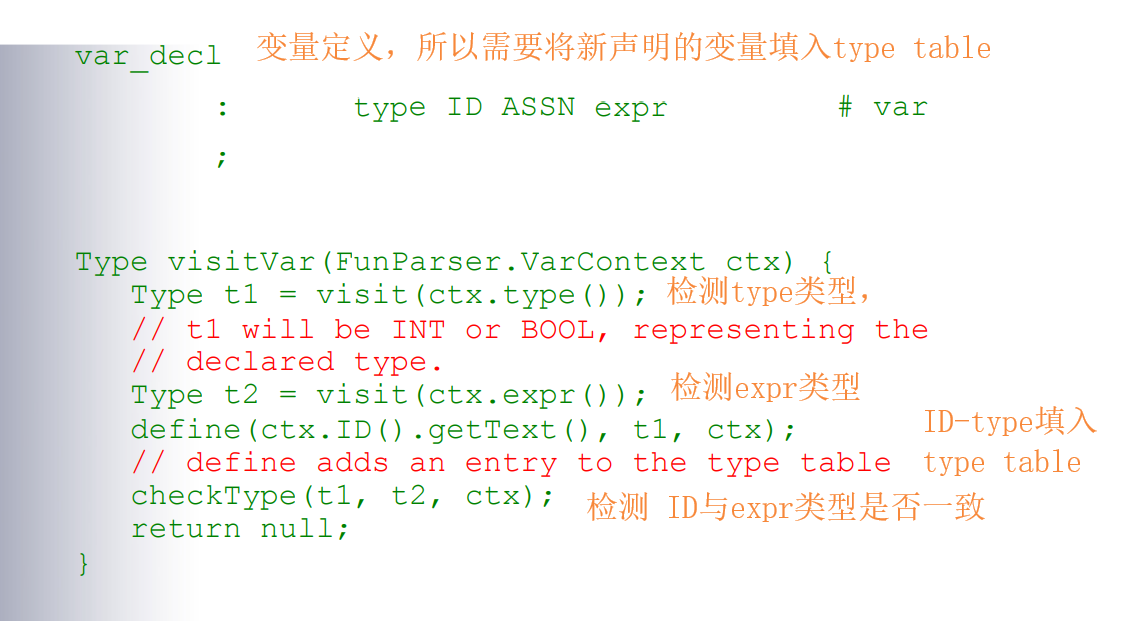 var_decl 变量定义，所以需要将新声明的变量填入type table
: type ID ASSN expr # var
;
Type visitVar(FunParser.VarContext ctx) {
Type t1 = visit(ctx.type()); 检测type类型，
// t1 will be INT or BOOL, representing the
// declared type.
Type t2 = visit(ctx.expr()); 检测expr类型
define(ctx.ID().getText(), t1, ctx); ID-type填入
// define adds an entry to the type table type table
checkType(t1, t2, ctx); 检测 ID与expr类型是否一致
return null;
}